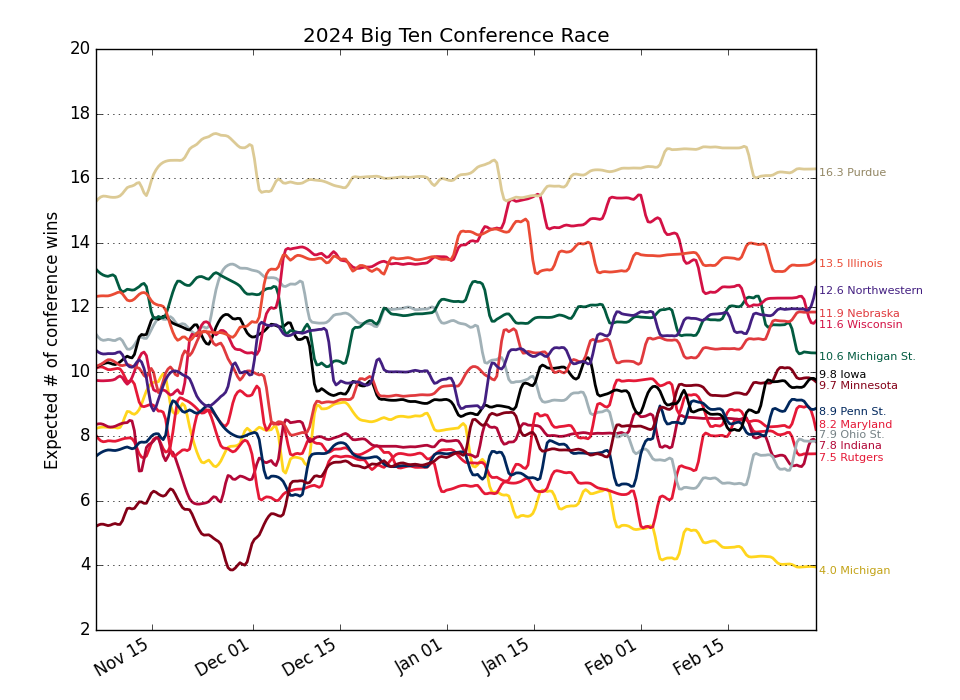 2024 Big Ten Conference Race
Expected # of conference wins
20
18
16
14
12
10
8
6
4
2
16.3 Purdue
13.5 Illinois
12.6 Northwestern
11.9 Nebraska
11.6 Wisconsin
10.6 Michigan St.
9.8 Iowa
9.7 Minnesota
8.9 Penn St.
8.2 Maryland
7.9 Ohio St.
7.8 Indiana
7.5 Rutgers
4.0 Michigan
Nov 15
Dec 01
Dec 15
Jan 01
Jan 15
Feb 01
Feb 15